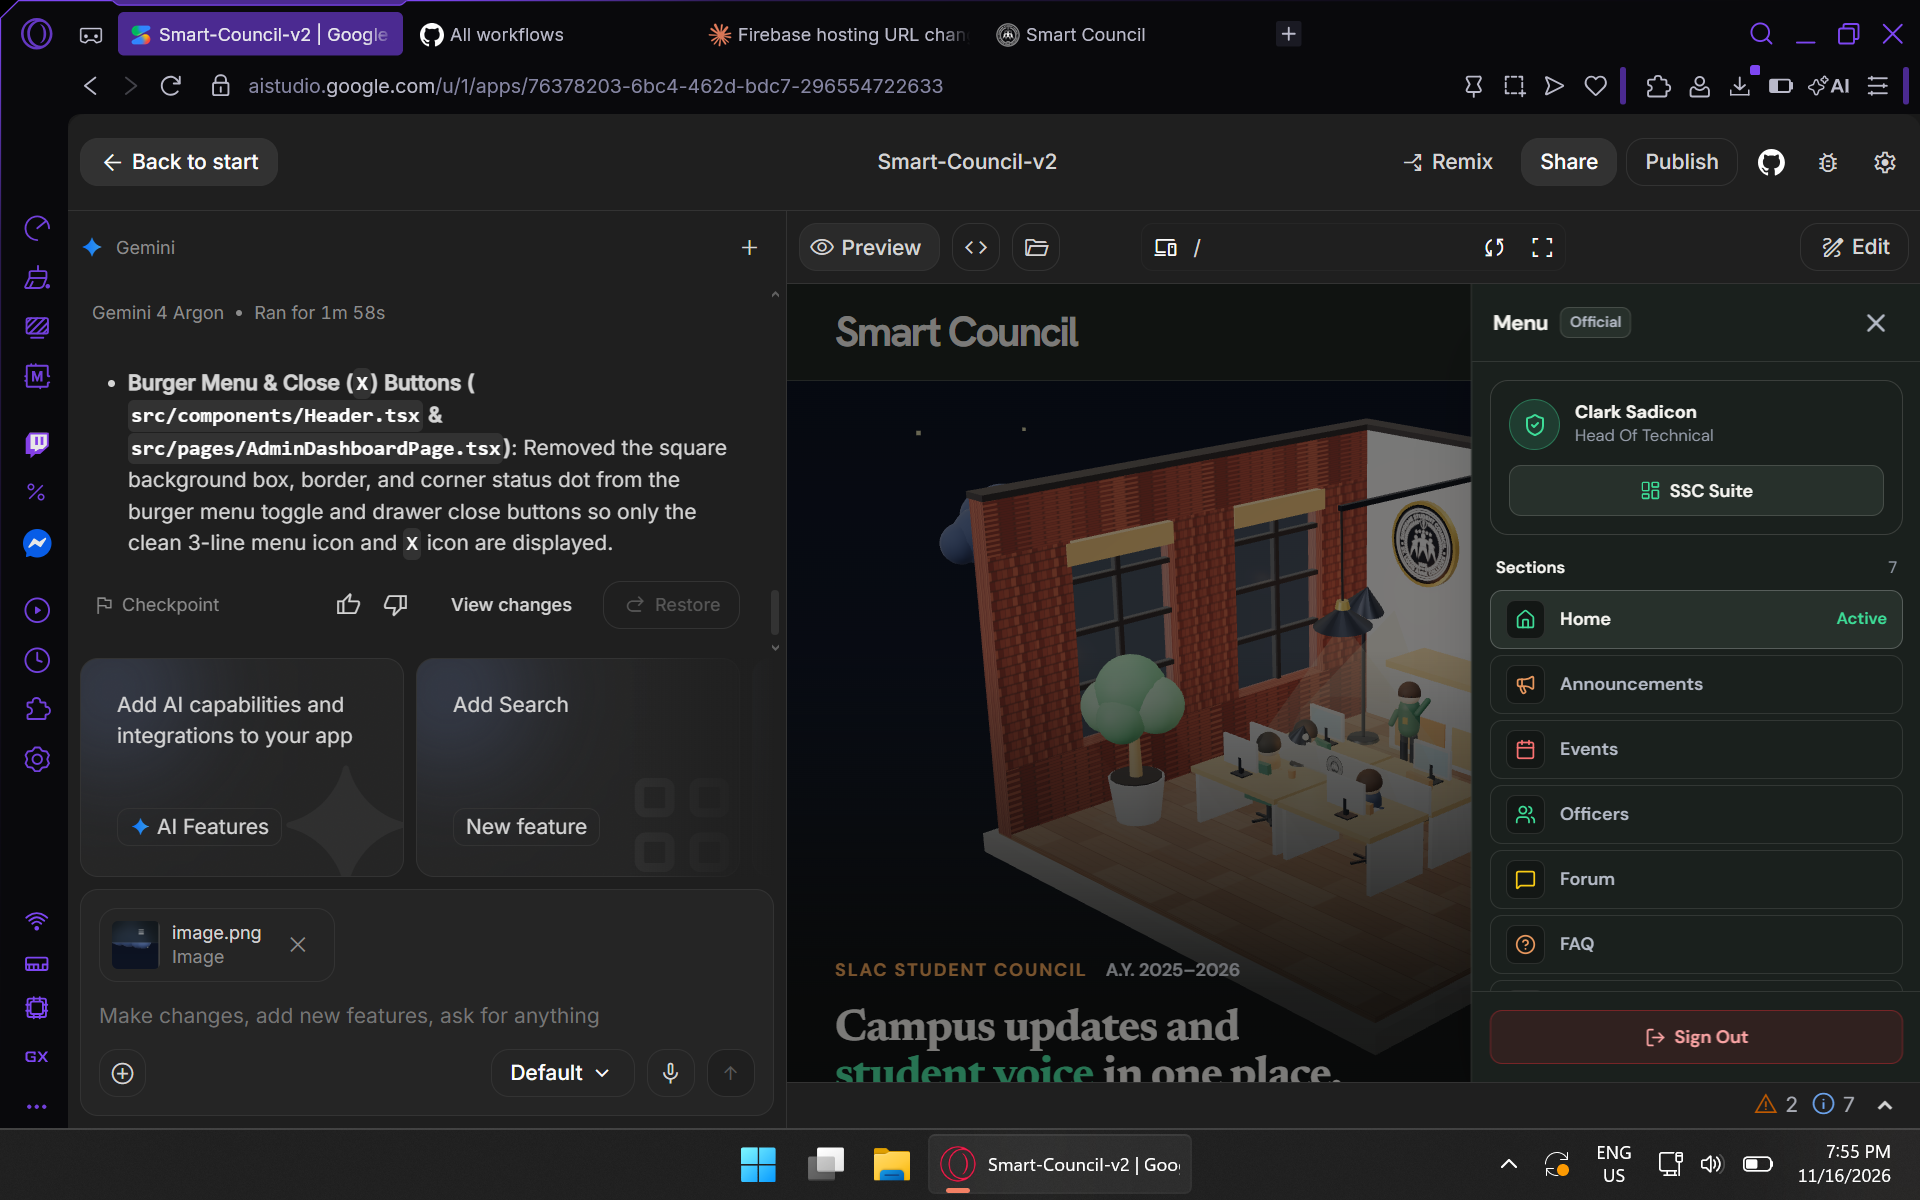 Smart-Council-v2 | Google
All workflows
Firebase hosting URL chan
Smart Council
aistudio.google.com/u/1/apps/76378203-6bc4-462d-bdc7-296554722633
AI
Back to start
Smart-Council-v2
Remix
Share
Publish
Gemini
Preview
/
Edit
Gemini 4 Argon • Ran for 1m 58s
• Burger Menu & Close (X) Buttons (
src/components/Header.tsx &
src/pages/AdminDashboardPage.tsx): Removed the square
background box, border, and corner status dot from the
burger menu toggle and drawer close buttons so only the
clean 3-line menu icon and X icon are displayed.
Checkpoint
View changes
Restore
Add AI capabilities and
integrations to your app
AI Features
Add Search
New feature
image.png
Image
Make changes, add new features, ask for anything
Default
GX
Smart Council
SLAC STUDENT COUNCIL A.Y. 2025–2026
Campus updates and
student voice in one place.
Menu
Official
Clark Sadicon
Head Of Technical
SSC Suite
Sections
7
Home
Active
Announcements
Events
Officers
Forum
FAQ
Sign Out
2
7
Smart-Council-v2 | Goo
ENG
US
7:55 PM
11/16/2026